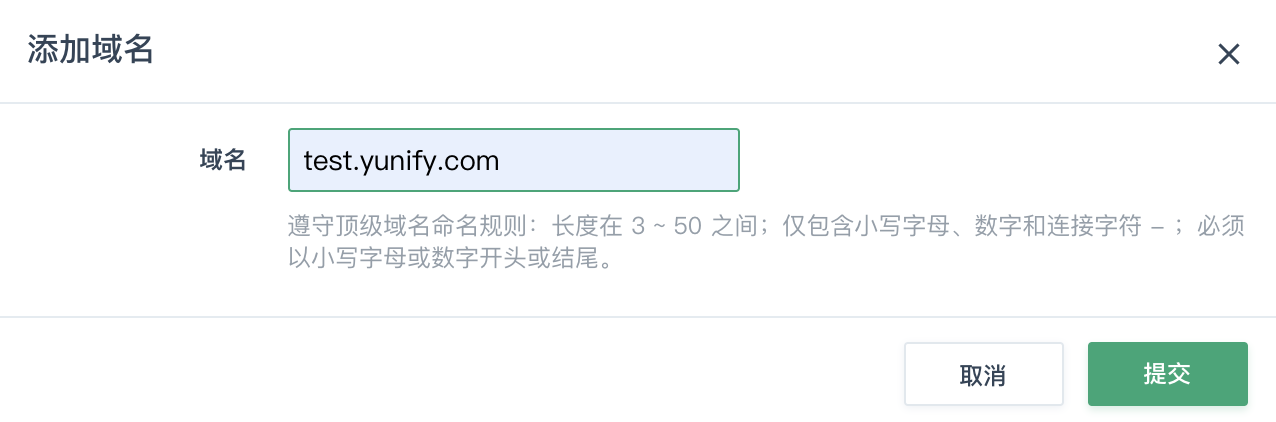 添加域名
域名
test.yunify.com
遵守顶级域名命名规则：长度在 3 ~ 50 之间；仅包含小写字母、数字和连接字符 – ；必须
以小写字母或数字开头或结尾。
取消
提交